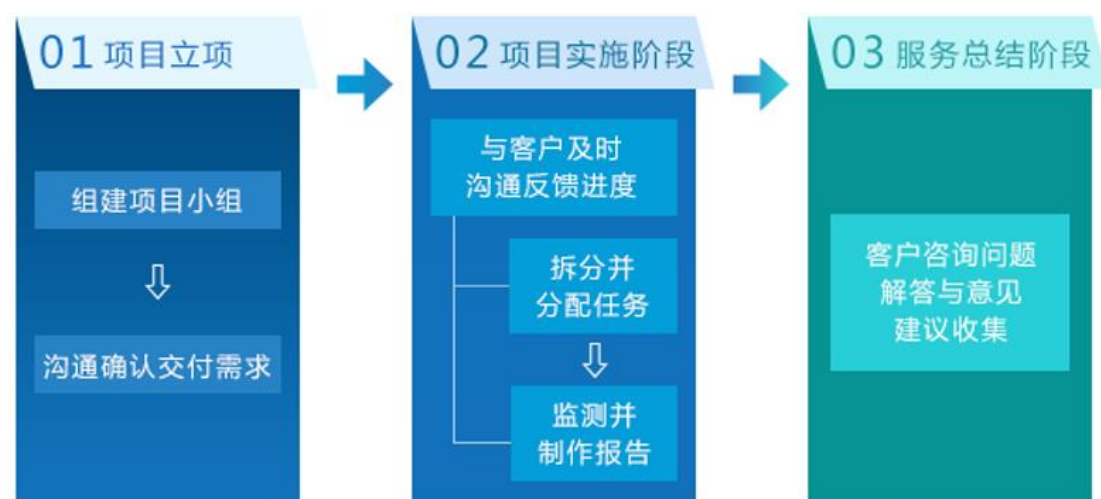 01 项目立项
组建项目小组
沟通确认交付需求
02 项目实施阶段
与客户及时
沟通反馈进度
拆分并
分配任务
监测并
制作报告
03 服务总结阶段
客户咨询问题
解答与意见
建议收集